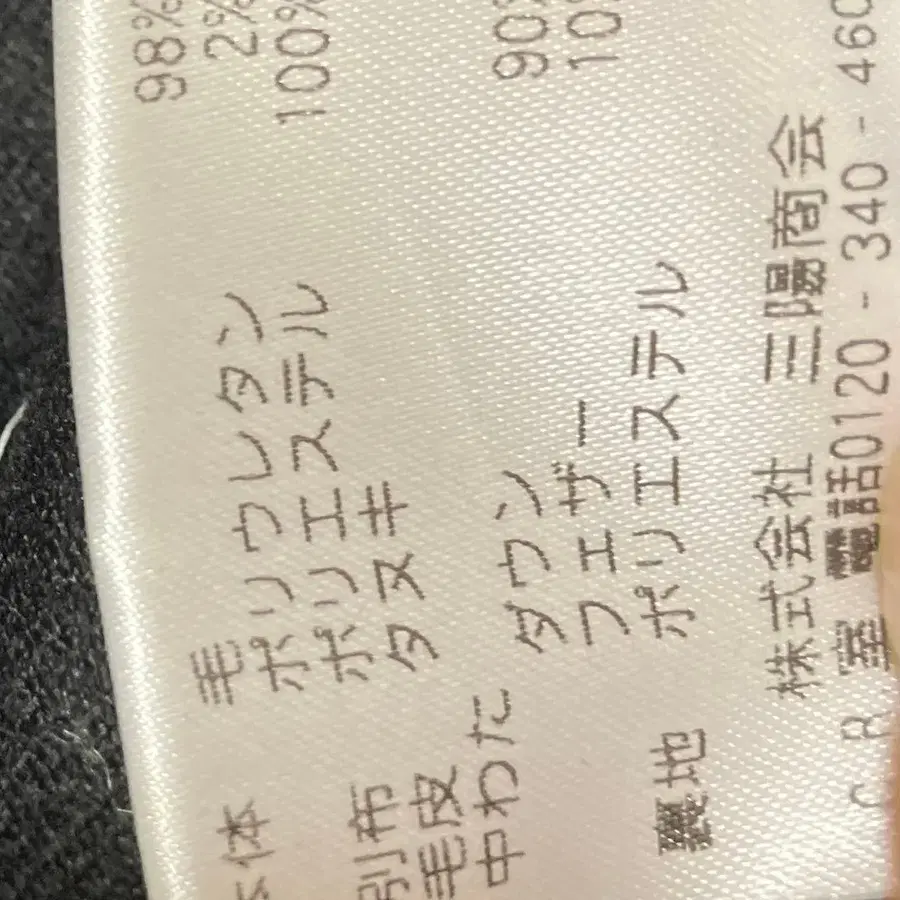 本体 毛 98%
ポリウレタン 2%
別布 ポリエステル 100%
毛皮 タヌキ
中わた ダウン 90%
フェザー 10%
裏地 ポリエステル
株式会社 三陽商会
C.R室 電話0120-340-460